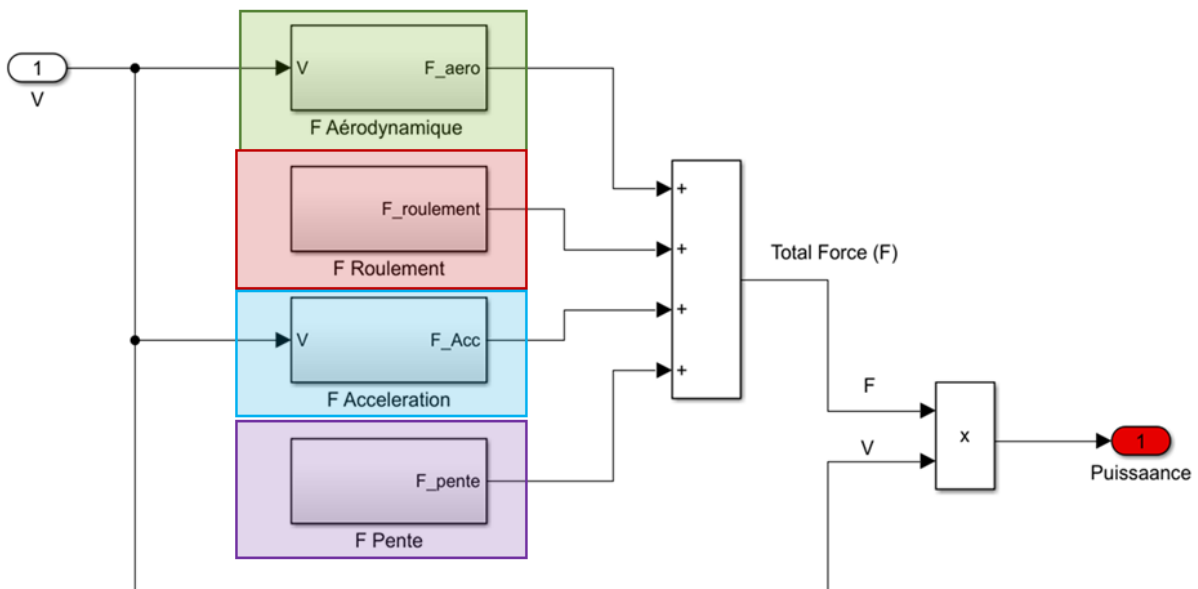 1
V
V
F_aero
F Aérodynamique
F_roulement
F Roulement
V
F_Acc
F Acceleration
F_pente
F Pente
+
+
+
+
Total Force (F)
F
V
x
1
Puissaance